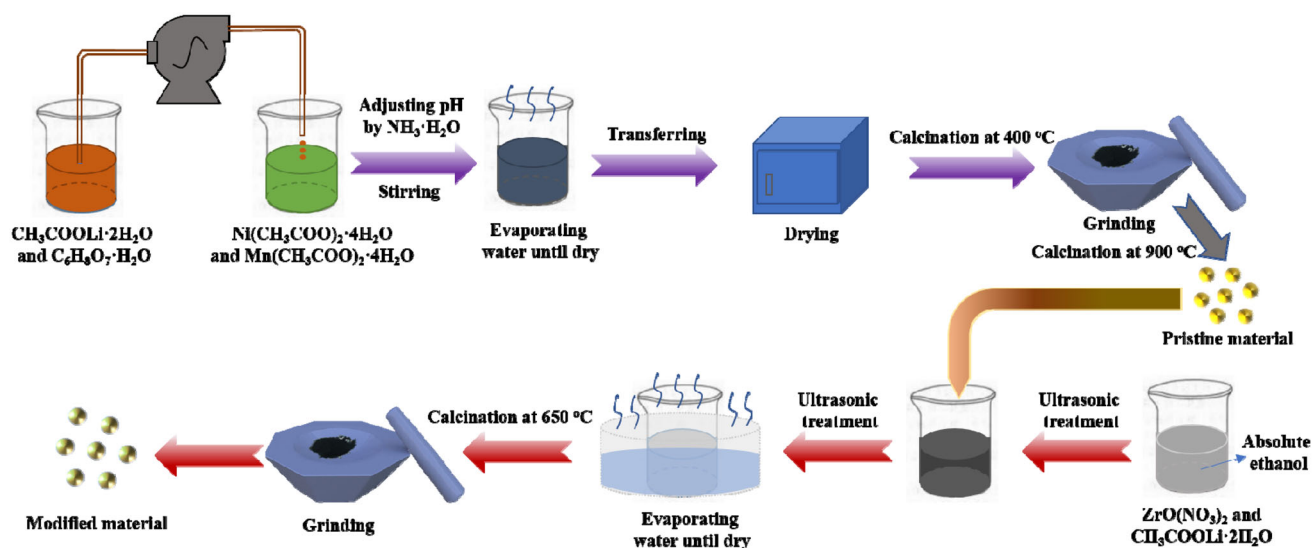 Adjusting pH
by NH₃·H₂O
Stirring
Transferring
Calcination at 400 °C
CH₃COOLi·2H₂O
and C₆H₈O₇·H₂O
Ni(CH₃COO)₂·4H₂O
and Mn(CH₃COO)₂·4H₂O
Evaporating
water until dry
Drying
Grinding
Calcination at 900 °C
Pristine material
Ultrasonic
treatment
Absolute
ethanol
ZrO(NO₃)₂ and
CH₃COOLi·2H₂O
Ultrasonic
treatment
Evaporating
water until dry
Calcination at 650 °C
Grinding
Modified material